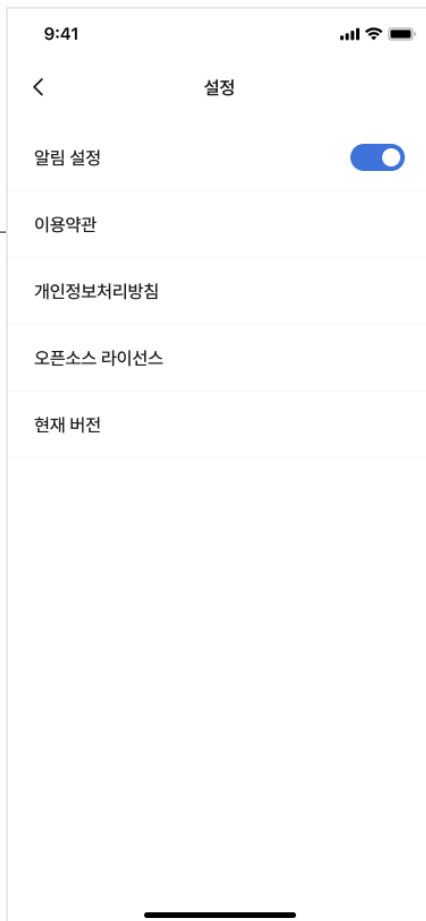 9:41
설정
알림 설정
이용약관
개인정보처리방침
오픈소스 라이선스
현재 버전